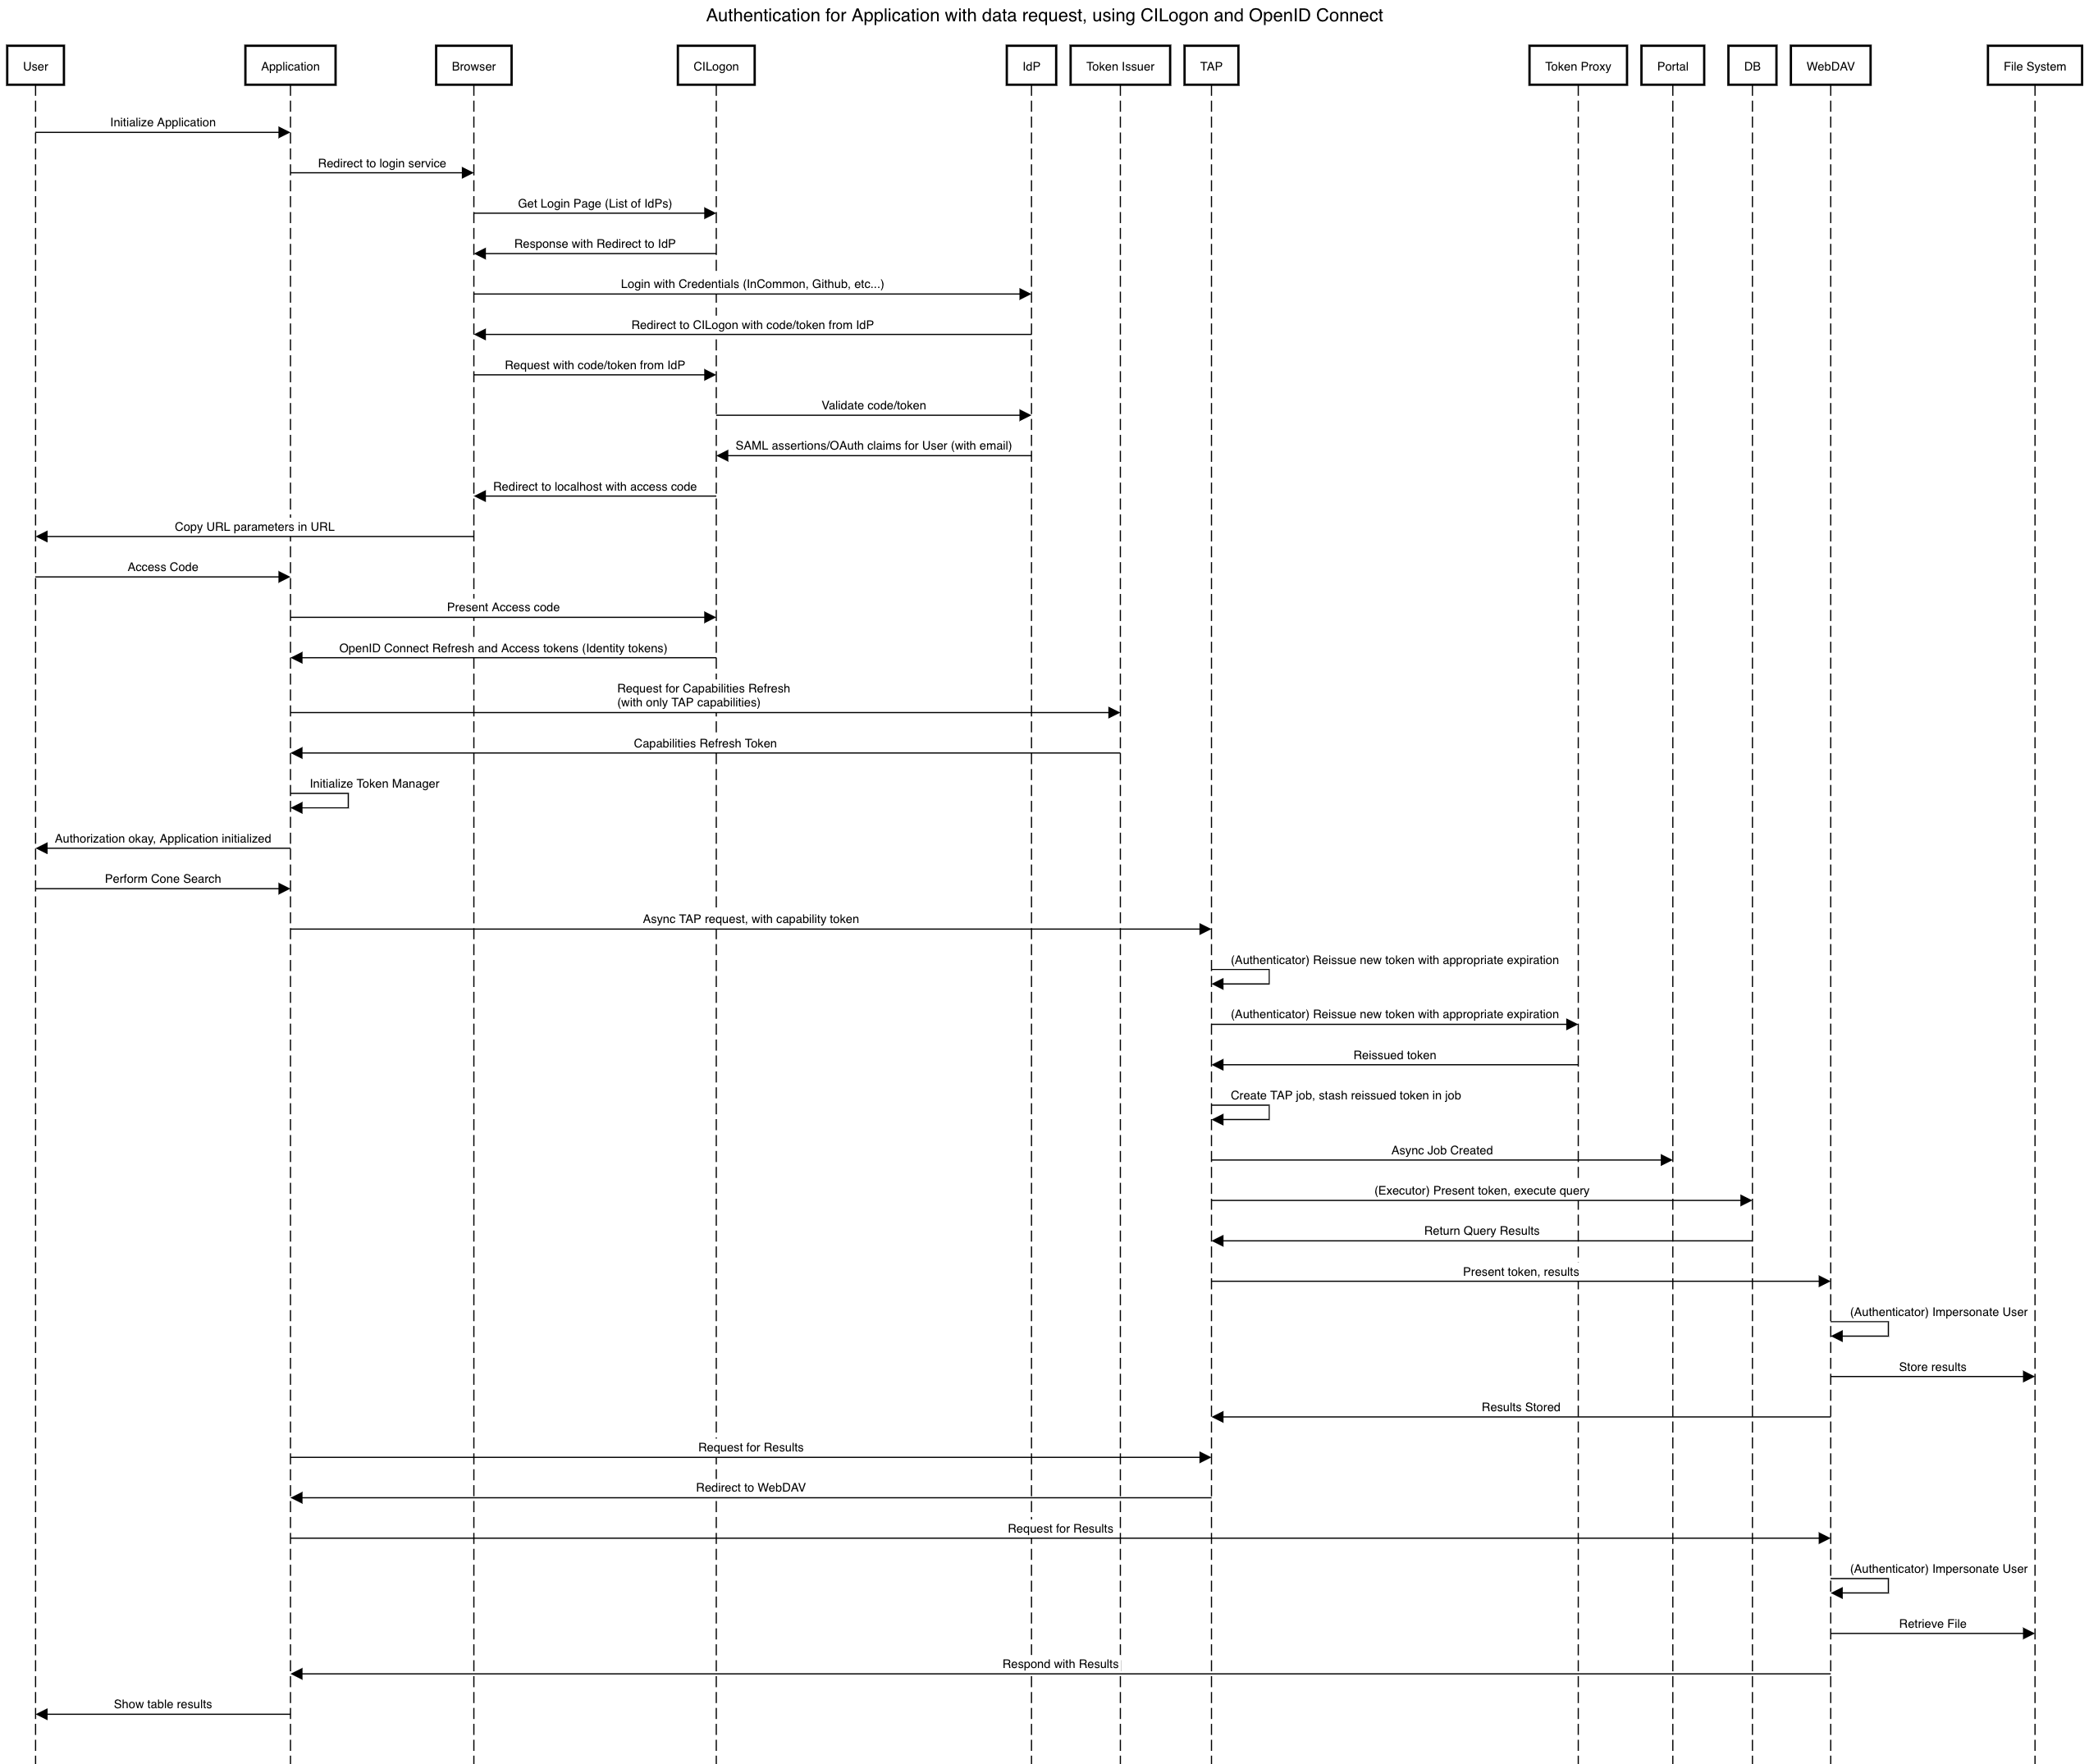 Authentication for Application with data request, using CILogon and OpenID Connect
User
Application
Browser
CILogon
IdP
Token Issuer
TAP
Token Proxy
Portal
DB
WebDAV
File System
Initialize Application
Redirect to login service
Get Login Page (List of IdPs)
Response with Redirect to IdP
Login with Credentials (InCommon, Github, etc...)
Redirect to CILogon with code/token from IdP
Request with code/token from IdP
Validate code/token
SAML assertions/OAuth claims for User (with email)
Redirect to localhost with access code
Copy URL parameters in URL
Access Code
Present Access code
OpenID Connect Refresh and Access tokens (Identity tokens)
Request for Capabilities Refresh
(with only TAP capabilities)
Capabilities Refresh Token
Initialize Token Manager
Authorization okay, Application initialized
Perform Cone Search
Async TAP request, with capability token
(Authenticator) Reissue new token with appropriate expiration
(Authenticator) Reissue new token with appropriate expiration
Reissued token
Create TAP job, stash reissued token in job
Async Job Created
(Executor) Present token, execute query
Return Query Results
Present token, results
(Authenticator) Impersonate User
Store results
Results Stored
Request for Results
Redirect to WebDAV
Request for Results
(Authenticator) Impersonate User
Retrieve File
Respond with Results
Show table results